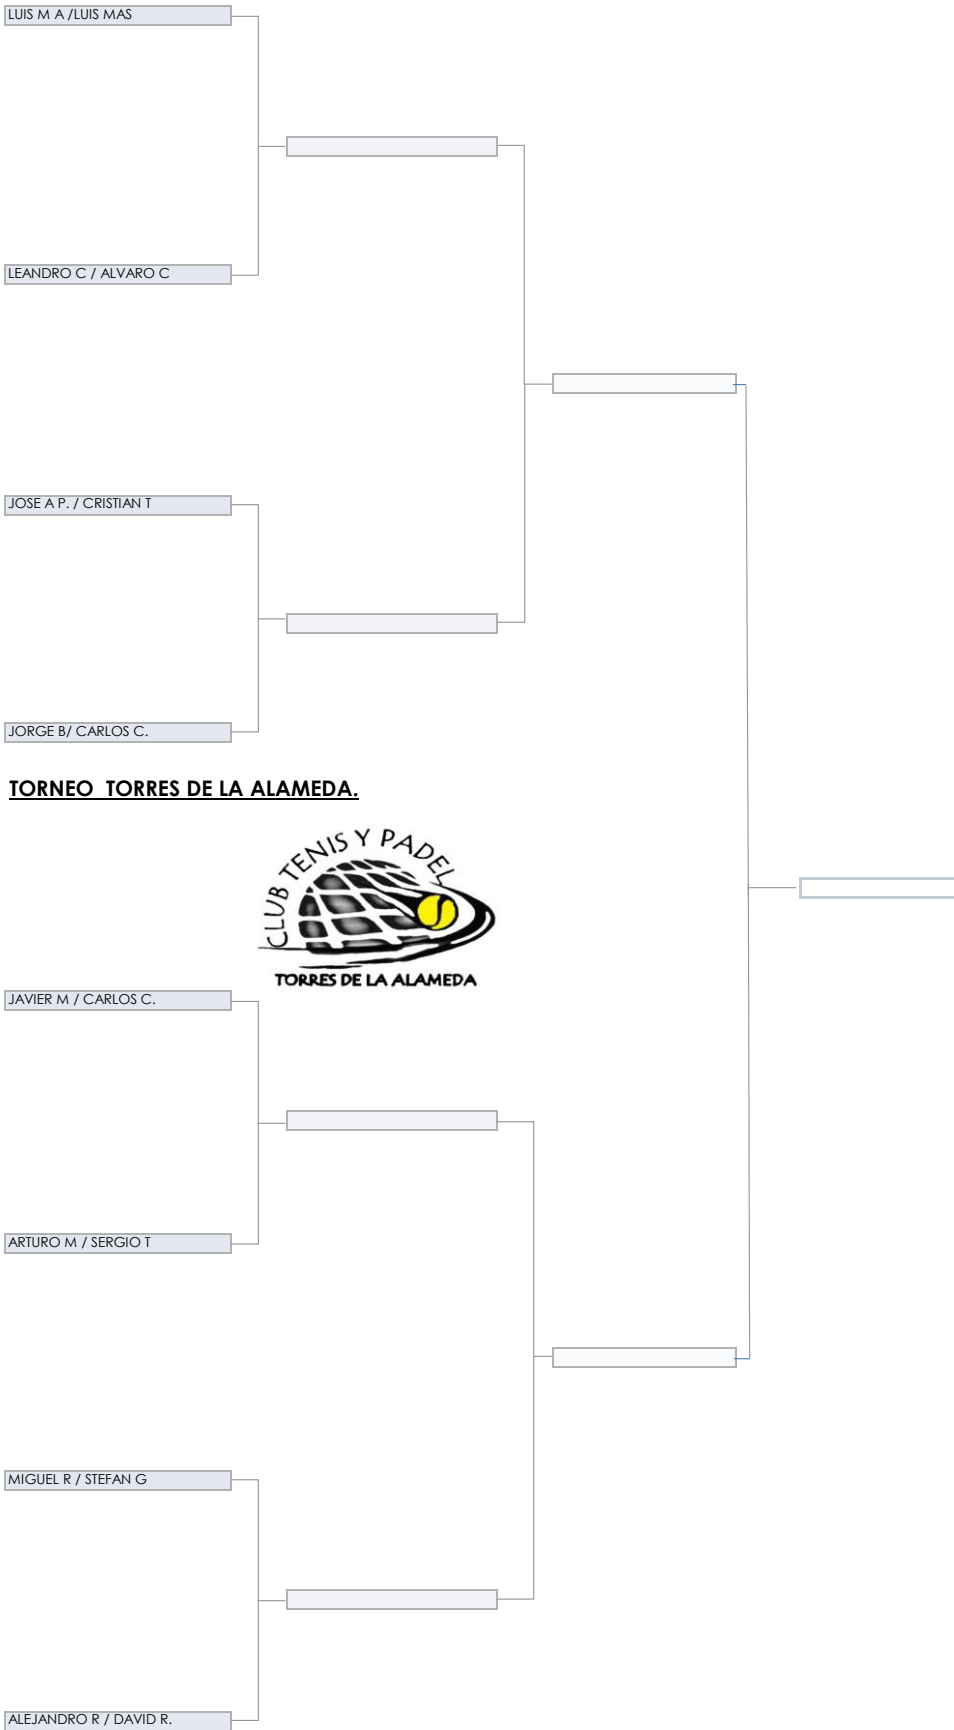 LUIS M A /LUIS MAS
LEANDRO C / ALVARO C
JOSE A P. / CRISTIAN T
JORGE B/ CARLOS C.
TORNEO  TORRES DE LA ALAMEDA.
CLUB TENIS Y PADEL
TORRES DE LA ALAMEDA
JAVIER M / CARLOS C.
ARTURO M / SERGIO T
MIGUEL R / STEFAN G
ALEJANDRO R / DAVID R.